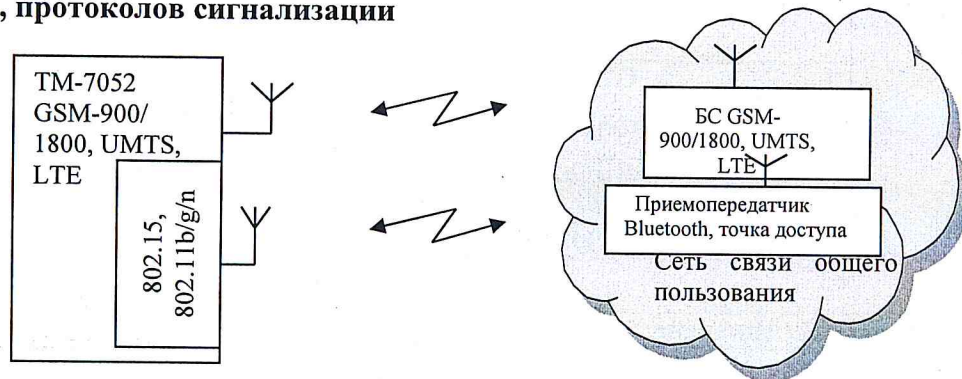 , протоколов сигнализации
TM-7052
GSM-900/
1800, UMTS,
LTE
802.15,
802.11b/g/n
БС GSM-
900/1800, UMTS,
LTE
Приемопередатчик
Bluetooth, точка доступа
Сеть связи общего
пользования